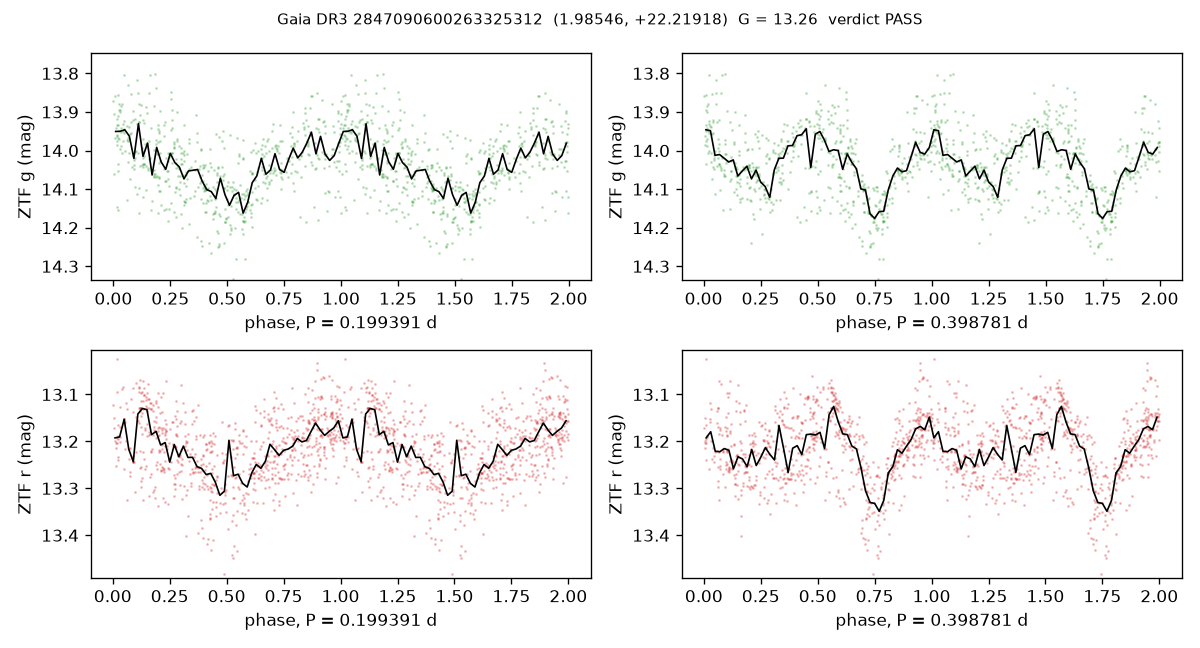 Gaia DR3 2847090600263325312  (1.98546, +22.21918)  G = 13.26  verdict PASS
ZTF g (mag)
13.8
13.9
14.0
14.1
14.2
14.3
0.00 0.25 0.50 0.75 1.00 1.25 1.50 1.75 2.00
phase, P = 0.199391 d
ZTF g (mag)
13.8
13.9
14.0
14.1
14.2
14.3
0.00 0.25 0.50 0.75 1.00 1.25 1.50 1.75 2.00
phase, P = 0.398781 d
ZTF r (mag)
13.1
13.2
13.3
13.4
0.00 0.25 0.50 0.75 1.00 1.25 1.50 1.75 2.00
phase, P = 0.199391 d
ZTF r (mag)
13.1
13.2
13.3
13.4
0.00 0.25 0.50 0.75 1.00 1.25 1.50 1.75 2.00
phase, P = 0.398781 d